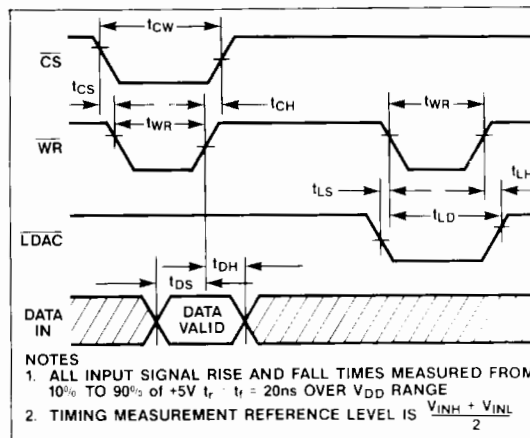 tCW
CS
tCS
tCH
tWR
tWR
WR
tLS
tLH
tLD
LDAC
tDH
tDS
DATA IN
DATA VALID
NOTES
1. ALL INPUT SIGNAL RISE AND FALL TIMES MEASURED FROM
10% TO 90% of +5V tr tf = 20ns OVER VDD RANGE
2. TIMING MEASUREMENT REFERENCE LEVEL IS VINH + VINL
2